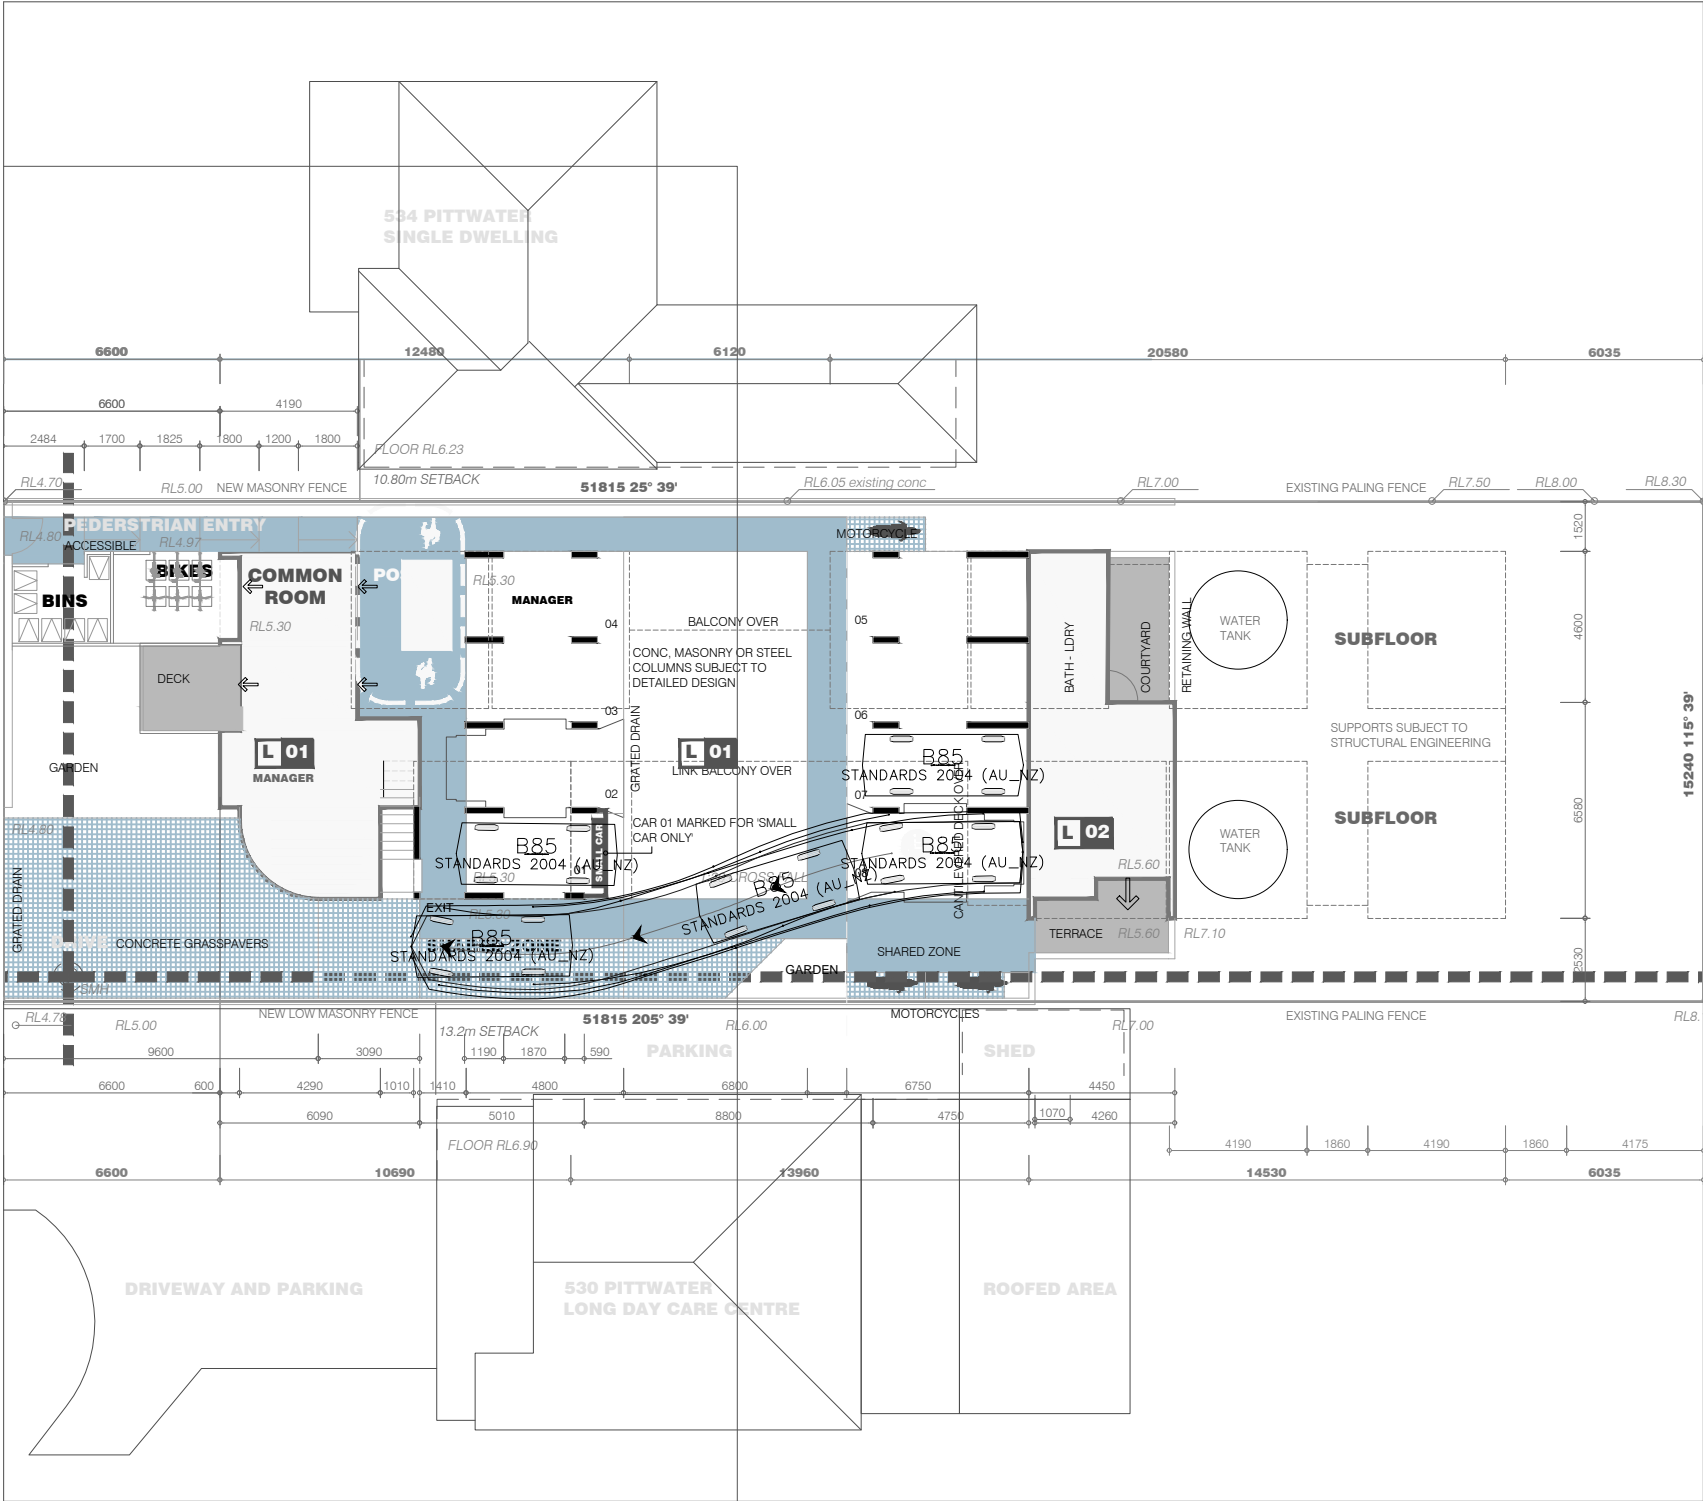 534 PITTWATER
SINGLE DWELLING
6600
12480
6120
20580
6035
6600
4190
2484
1700
1825
1800
1200
1800
FLOOR RL6.23
10.80m SETBACK
RL4.70
RL5.00
NEW MASONRY FENCE
51815 25° 39'
RL6.05 existing conc
RL7.00
EXISTING PALING FENCE
RL7.50
RL8.00
RL8.30
PEDERSTRIAN ENTRY
RL4.80
ACCESSIBLE
RL4.97
MOTORCYCLE
1520
BIKES
BINS
COMMON
ROOM
RL5.30
PO
RL5.30
MANAGER
04
BALCONY OVER
05
CONC, MASONRY OR STEEL
COLUMNS SUBJECT TO
DETAILED DESIGN
BATH - LDRY
COURTYARD
RETAINING WALL
WATER
TANK
SUBFLOOR
4600
DECK
03
GRATED DRAIN
06
L 01
MANAGER
L 01
LINK BALCONY OVER
B85
STANDARDS 2004 (AU_NZ)
SUPPORTS SUBJECT TO
STRUCTURAL ENGINEERING
15240 115° 39'
GARDEN
02
07
CANTILEVERED DECK OVER
RL4.80
CAR 01 MARKED FOR 'SMALL
CAR ONLY'
SMALL CAR
B85
STANDARDS 2004 (AU_NZ)
01
RL5.30
B85
STANDARDS 2004 (AU_NZ)
B85
STANDARDS 2004 (AU_NZ)
L 02
RL5.60
WATER
TANK
SUBFLOOR
6580
GRATED DRAIN
EXIT
CONCRETE GRASSPAVERS
B85
STANDARDS 2004 (AU_NZ)
SHARED ZONE
TERRACE
RL5.60
RL7.10
GARDEN
2530
SMH
RL4.78
RL5.00
NEW LOW MASONRY FENCE
13.2m SETBACK
51815 205° 39'
RL6.00
MOTORCYCLES
RL7.00
EXISTING PALING FENCE
RL8.
PARKING
SHED
9600
3090
1190
1870
590
6600
600
4290
1010
1410
4800
6800
6750
4450
6090
5010
8800
4750
1070
4260
FLOOR RL6.90
4190
1860
4190
1860
4175
6600
10690
13960
14530
6035
DRIVEWAY AND PARKING
530 PITTWATER
LONG DAY CARE CENTRE
ROOFED AREA